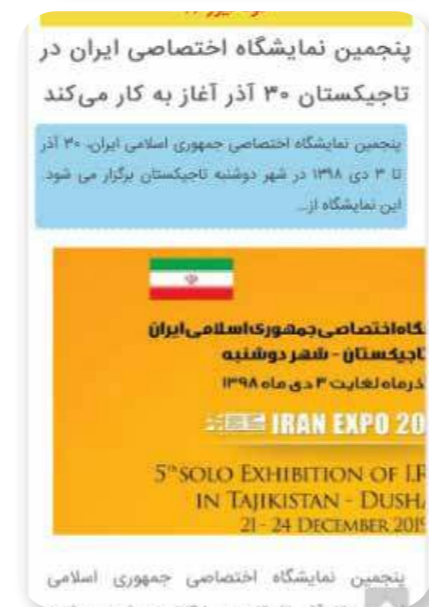 پنجمین نمایشگاه اختصاصی ایران در
تاجیکستان ۳۰ آذر آغاز به کار می‌کند
پنجمین نمایشگاه اختصاصی جمهوری اسلامی ایران، ۳۰ آذر
تا ۳ دی ۱۳۹۸ در شهر دوشنبه تاجیکستان برگزار می شود.
این نمایشگاه از...
گاه اختصاصی جمهوری اسلامی ایران
تاجیکستان - شهر دوشنبه
ذرماه لغایت ۳ دی ماه ۱۳۹۸
IRAN EXPO 20
5th SOLO EXHIBITION OF I.R
IN TAJIKISTAN - DUSHA
21 - 24 DECEMBER 2019
پنجمین نمایشگاه اختصاصی جمهوری اسلامی